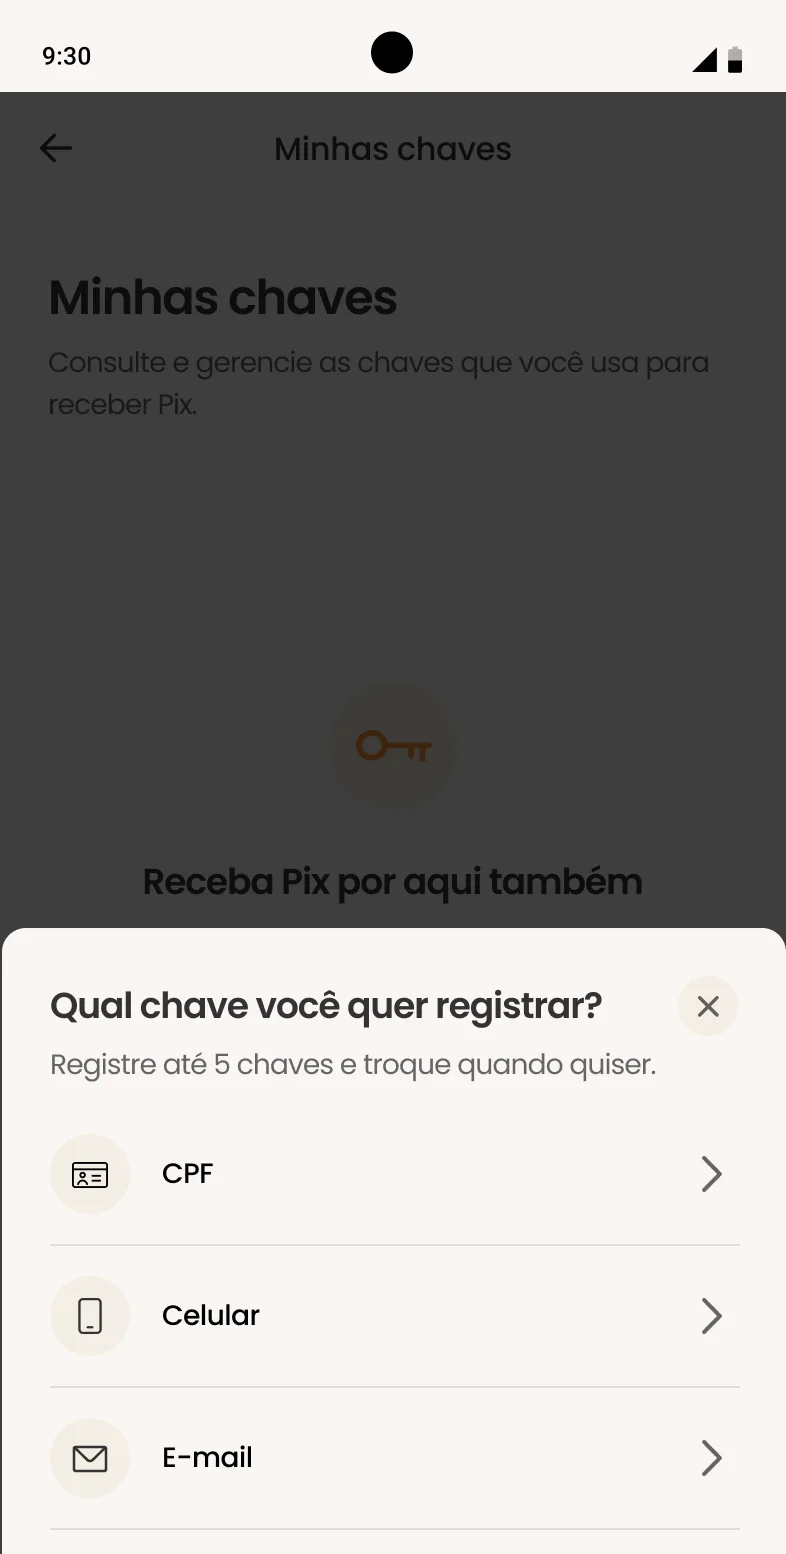 9:30
Minhas chaves
Minhas chaves
Consulte e gerencie as chaves que você usa para
receber Pix.
Receba Pix por aqui também
Qual chave você quer registrar?
Registre até 5 chaves e troque quando quiser.
CPF
Celular
E-mail